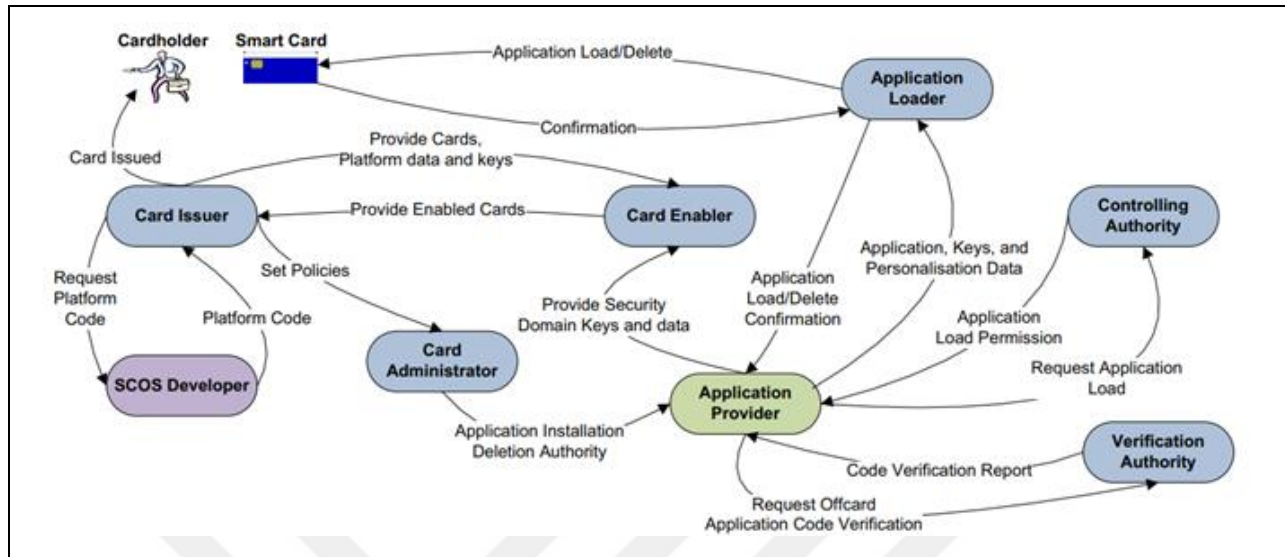 Cardholder
Smart Card
Application Load/Delete
Application
Loader
Confirmation
Card Issued
Provide Cards,
Platform data and keys
Card Issuer
Provide Enabled Cards
Card Enabler
Controlling
Authority
Request
Platform
Code
Set Policies
Platform Code
Provide Security
Domain Keys and data
Application
Load/Delete
Confirmation
Application, Keys, and
Personalisation Data
Application
Load Permission
Request Application
Load
SCOS Developer
Card
Administrator
Application
Provider
Application Installation
Deletion Authority
Code Verification Report
Verification
Authority
Request Offcard
Application Code Verification